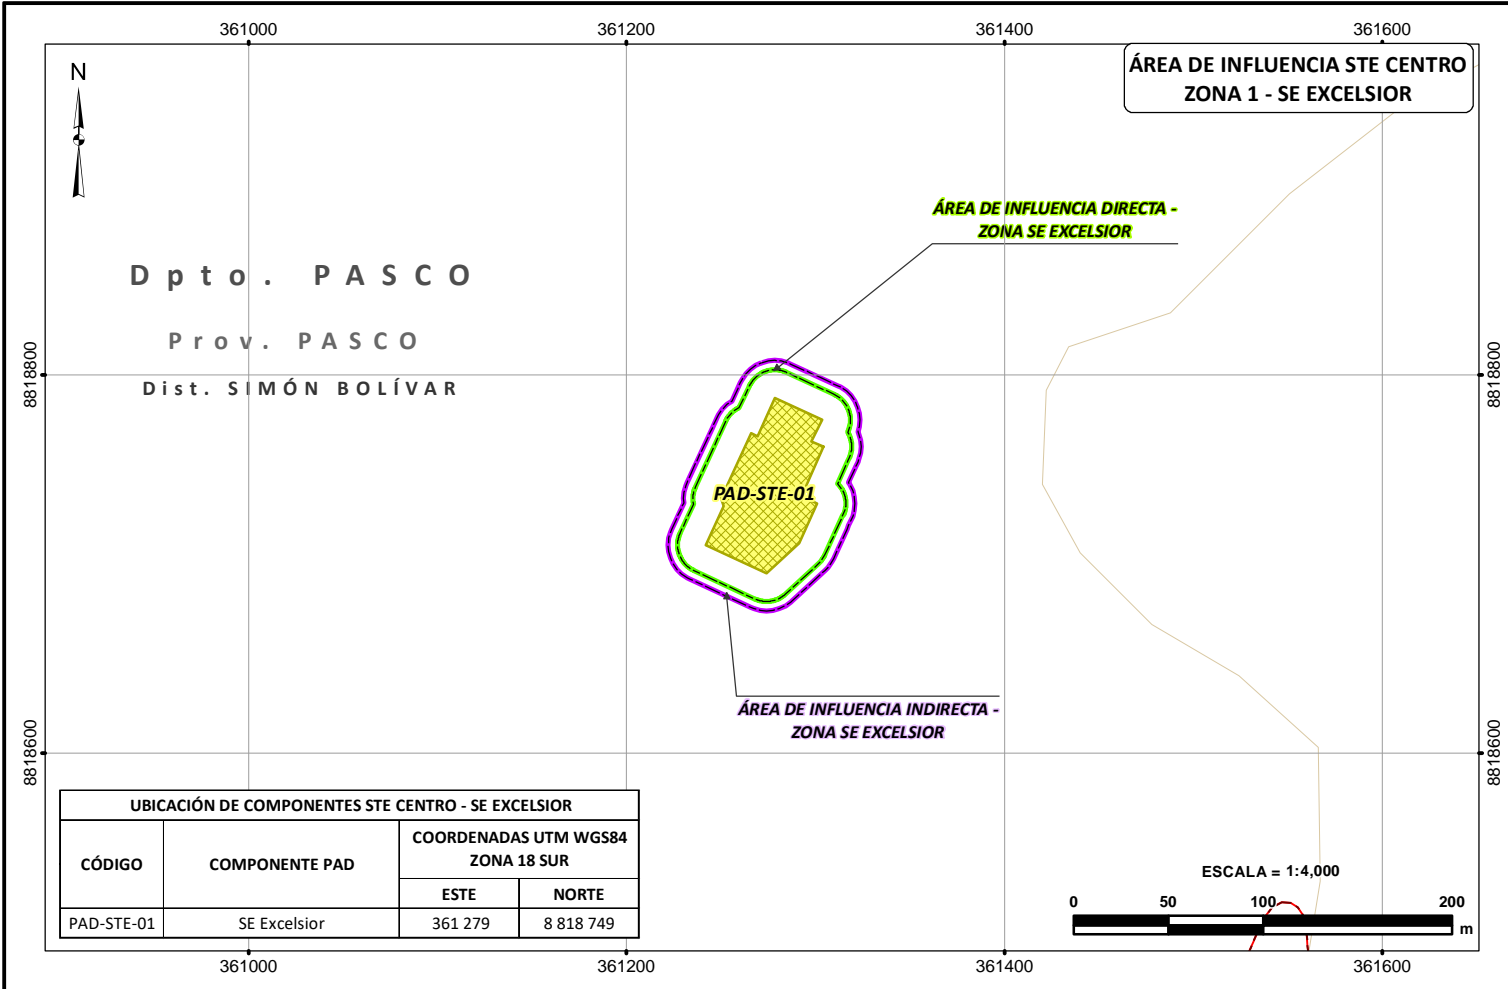 361000
361200
361400
361600
ÁREA DE INFLUENCIA STE CENTRO
ZONA 1 - SE EXCELSIOR
N
ÁREA DE INFLUENCIA DIRECTA -
ZONA SE EXCELSIOR
Dpto. PASCO
Prov. PASCO
Dist. SIMÓN BOLÍVAR
8818800
8818800
PAD-STE-01
ÁREA DE INFLUENCIA INDIRECTA -
ZONA SE EXCELSIOR
8818600
8818600
UBICACIÓN DE COMPONENTES STE CENTRO - SE EXCELSIOR
CÓDIGO
COMPONENTE PAD
COORDENADAS UTM WGS84
ZONA 18 SUR
ESTE
NORTE
PAD-STE-01
SE Excelsior
361 279
8 818 749
ESCALA = 1:4,000
0
50
100
200
m
361000
361200
361400
361600